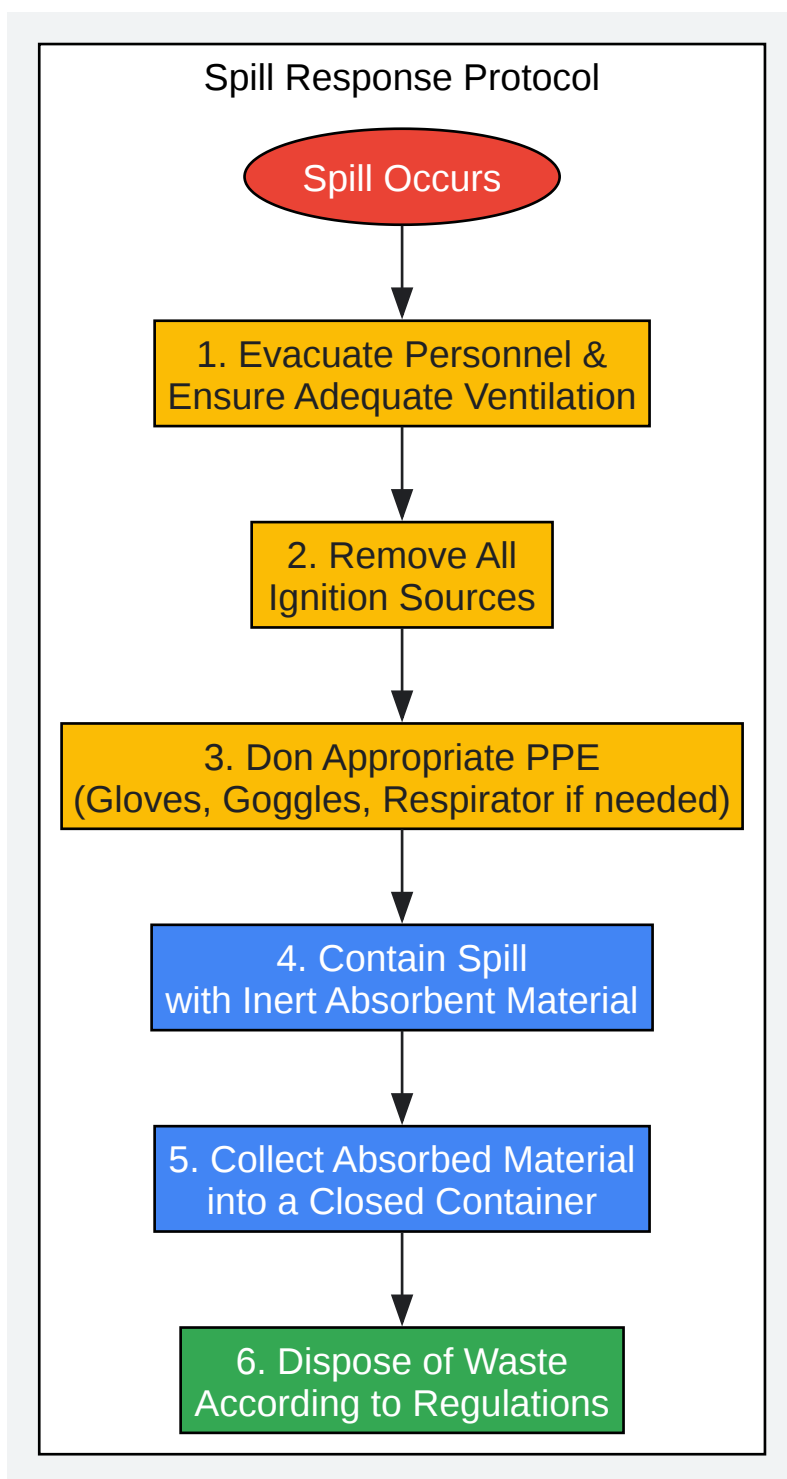 Spill Response Protocol
Spill Occurs
1. Evacuate Personnel &
Ensure Adequate Ventilation
2. Remove All
Ignition Sources
3. Don Appropriate PPE
(Gloves, Goggles, Respirator if needed)
4. Contain Spill
with Inert Absorbent Material
5. Collect Absorbed Material
into a Closed Container
6. Dispose of Waste
According to Regulations